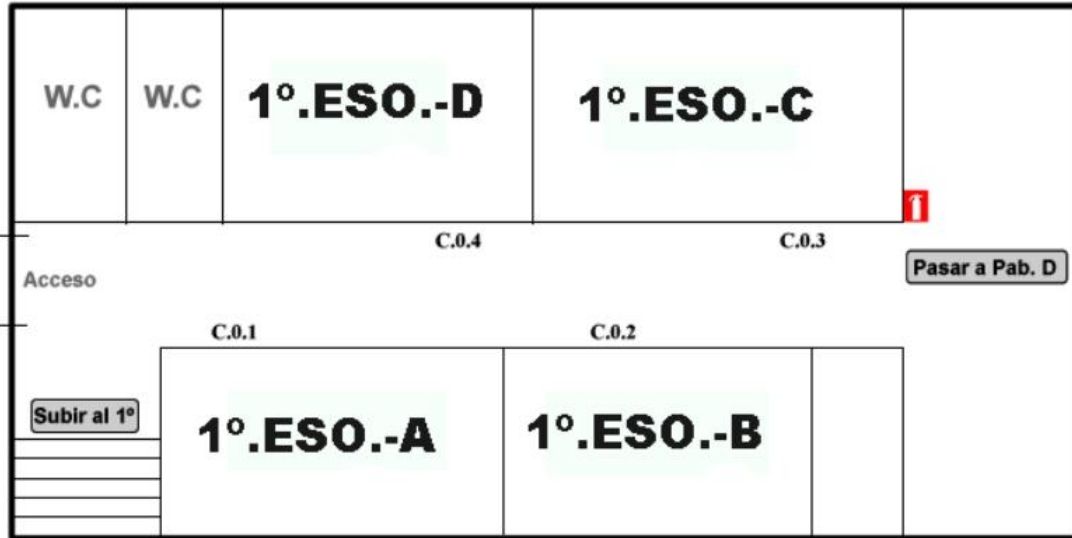 W.C
W.C
1º.ESO.-D
1º.ESO.-C
C.0.4
C.0.3
Acceso
Pasar a Pab. D
C.0.1
C.0.2
Subir al 1º
1º.ESO.-A
1º.ESO.-B